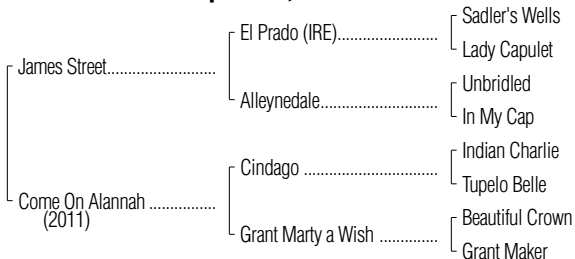 Sadler's Wells
El Prado (IRE)........................
Lady Capulet
James Street..........................
Unbridled
Alleynedale............................
In My Cap
Indian Charlie
Cindago ................................
Tupelo Belle
Come On Alannah ................
(2011)
Beautiful Crown
Grant Marty a Wish ..............
Grant Maker